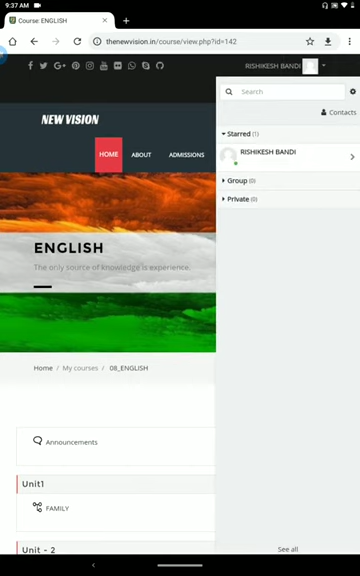 9:37 AM
Course: ENGLISH
thenewvision.in/course/view.php?id=142
RISHIKESH BANDI
Search
Contacts
NEW VISION
HOME ABOUT ADMISSIONS
Starred (1)
RISHIKESH BANDI
Group (0)
Private (0)
ENGLISH
The only source of knowledge is experience.
Home / My courses / 08_ENGLISH
Announcements
Unit1
FAMILY
Unit - 2
See all